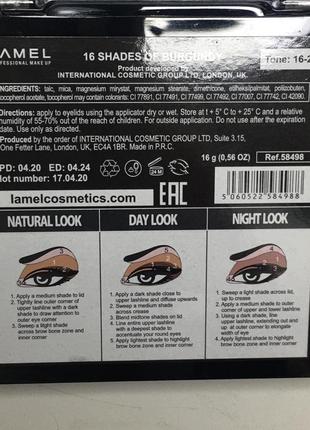 AMEL
PROFESSIONAL MAKE UP
16 SHADES OF BURGUNDY
Product developed by
INTERNATIONAL COSMETIC GROUP LTD, LONDON, UK.
Tone: 16-2
INGREDIENTS: talc, mica, magnesium myristat, magnesium stearate, dimethicone, etilheksilpalmitat, polizobuten,
tocopherol acetate, tocopherol may contain colorants: CI 77891, CI 77491, CI 77499, CI 77492, CI 77007, CI 77742, CI 42090.
Directions: apply to eyelids using the applicator dry or wet. Store at t + 5° C to + 25° C and a relative
humidity of 55-70% out of the reach of children. For outside application. Do not use after the expiration
date. Use only as directed.
Produced by the order of INTERNATIONAL COSMETIC GROUP LTD, Suite 3.15,
One Fetter Lane, London, UK, EC4A 1BR. Made in P.R.C.
16 g (0,56 OZ)
Ref.58498
PD: 04.20 ED: 04.24
lot number: 17.04.20
24 M
EAC
5 060522 584988
lamelcosmetics.com
NATURAL LOOK
1. Apply a medium shade to lid
2. Tightly line outer corner of
upper and lower lashline with
dark shade to
draw attention to
outer eye corner
3. Sweep a light
shade across
brow bone zone
and inner corner
DAY LOOK
1. Apply a dark shade close to
upper lashline and diffuse upwards
2. Sweep a medium shade
across crease
3. Blend midtone shades on lid
4. Line entire upper
lashline with a
deepest shade to
thick up lashes
5. Apply lightest shade to highlight
brow bone zone and inner corner
NIGHT LOOK
1. Sweep a light shade across lid,
up to crease
2. Apply a medium shade to outer
corner of upper and lower lid
3. Using a dark shade, line
upper lashline, extending out and
up at outer corner to elongate
width of eye
4. Apply lightest shade to highlight
brow bone zone and inner corner